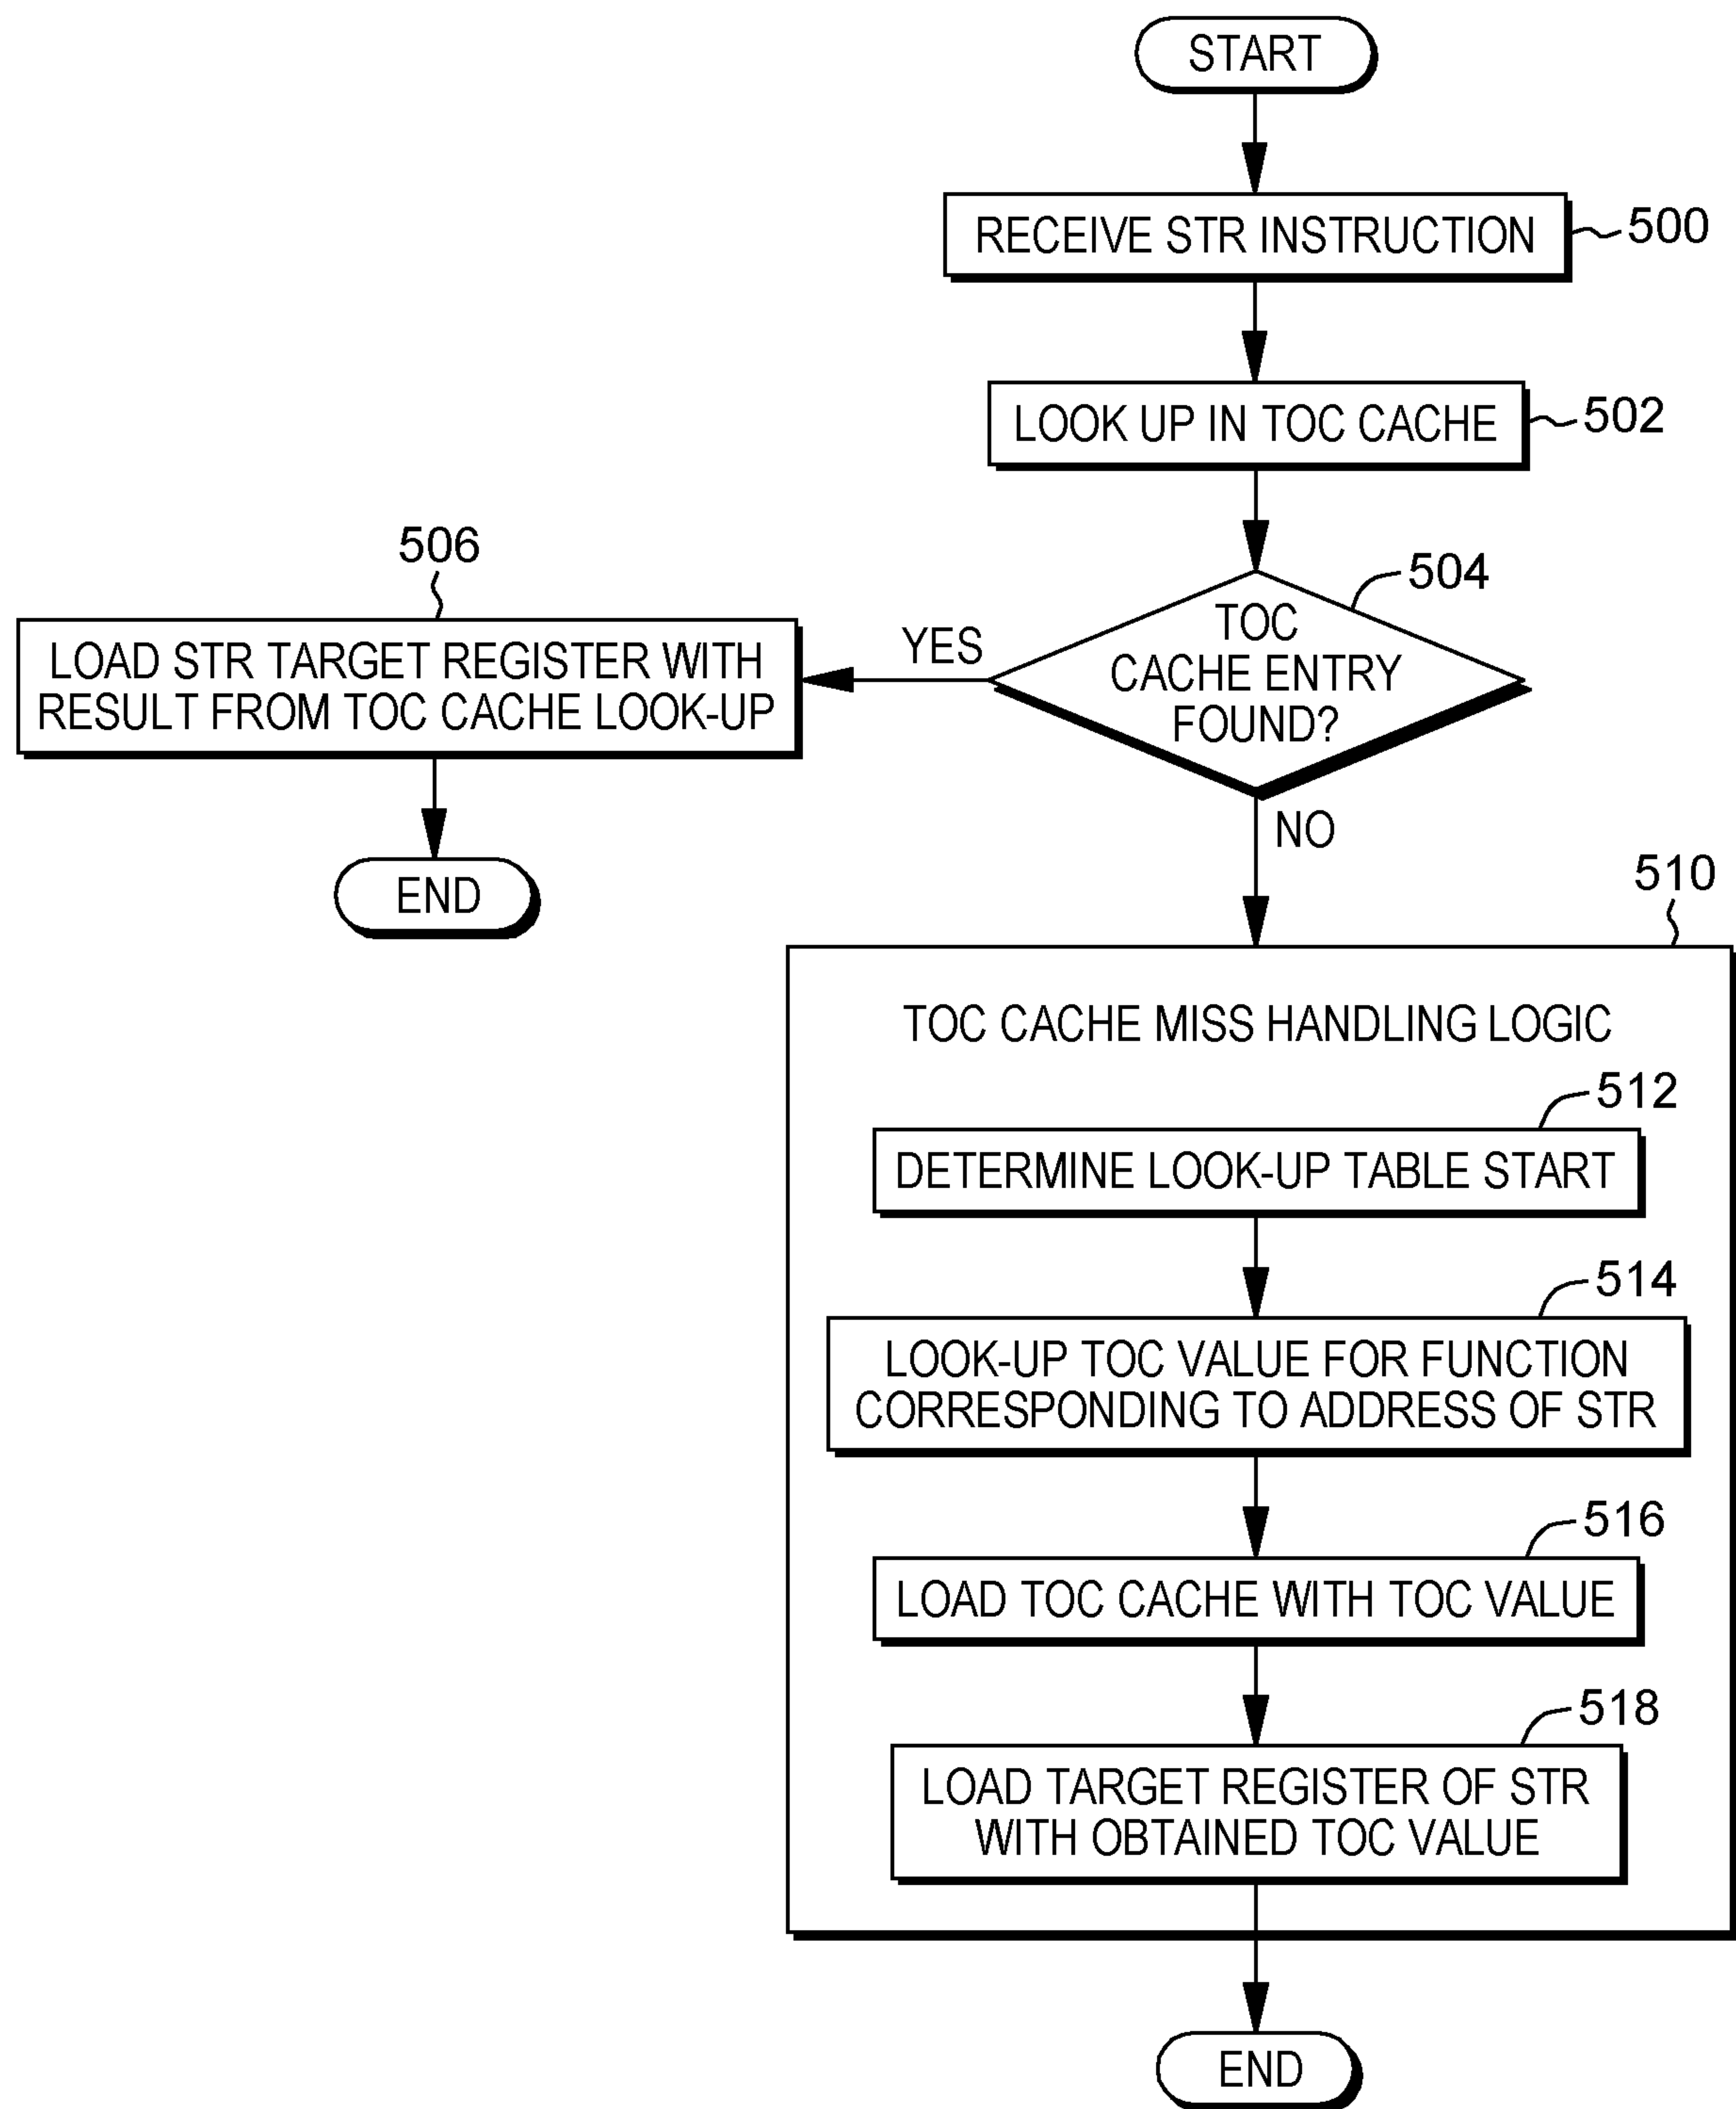 START
RECEIVE STR INSTRUCTION
500
LOOK UP IN TOC CACHE
502
504
TOC
CACHE ENTRY
FOUND?
YES
506
LOAD STR TARGET REGISTER WITH
RESULT FROM TOC CACHE LOOK-UP
END
NO
510
TOC CACHE MISS HANDLING LOGIC
512
DETERMINE LOOK-UP TABLE START
514
LOOK-UP TOC VALUE FOR FUNCTION
CORRESPONDING TO ADDRESS OF STR
516
LOAD TOC CACHE WITH TOC VALUE
518
LOAD TARGET REGISTER OF STR
WITH OBTAINED TOC VALUE
END